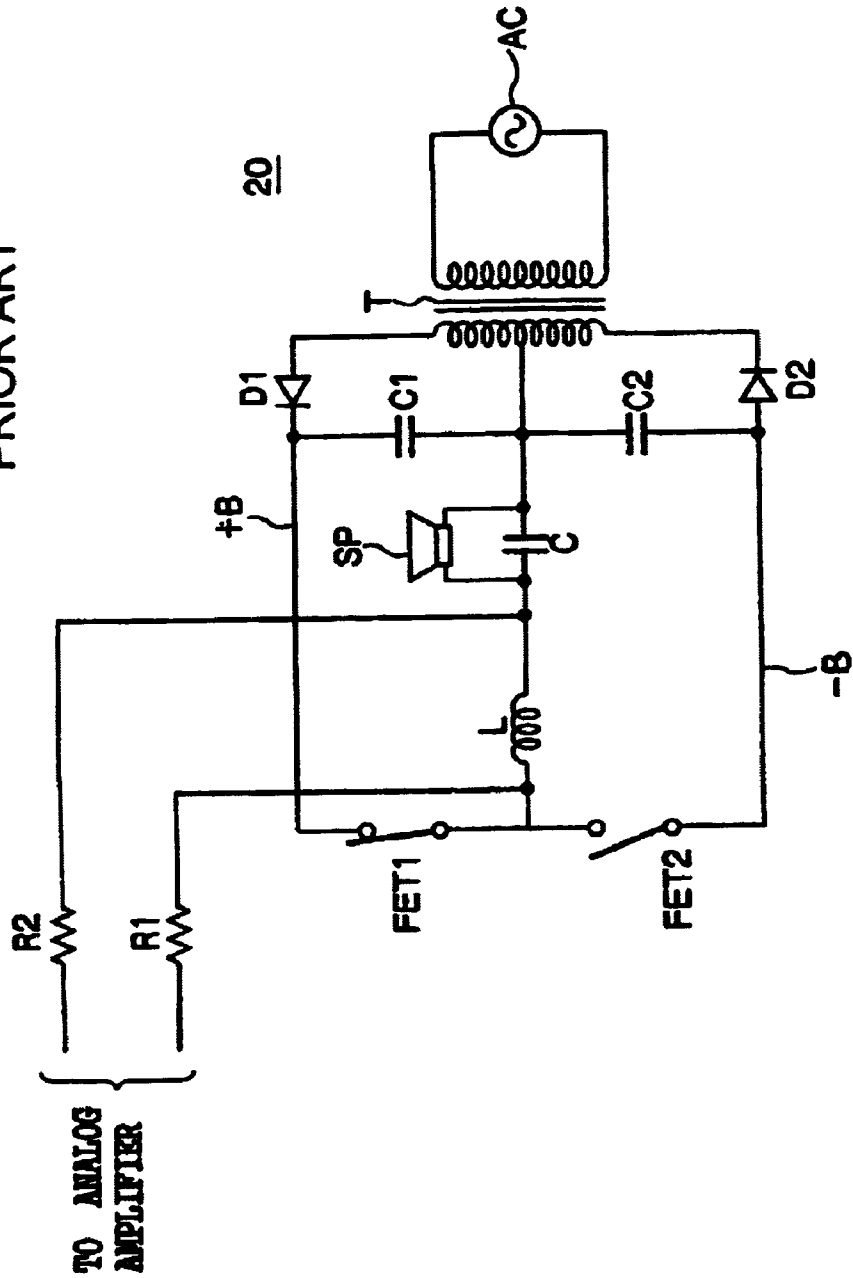 PRIOR ART
20
AC
T
D1
C1
C2
D2
+B
SP
C
-B
L
FET1
FET2
R2
R1
TO ANALOG
AMPLIFIER